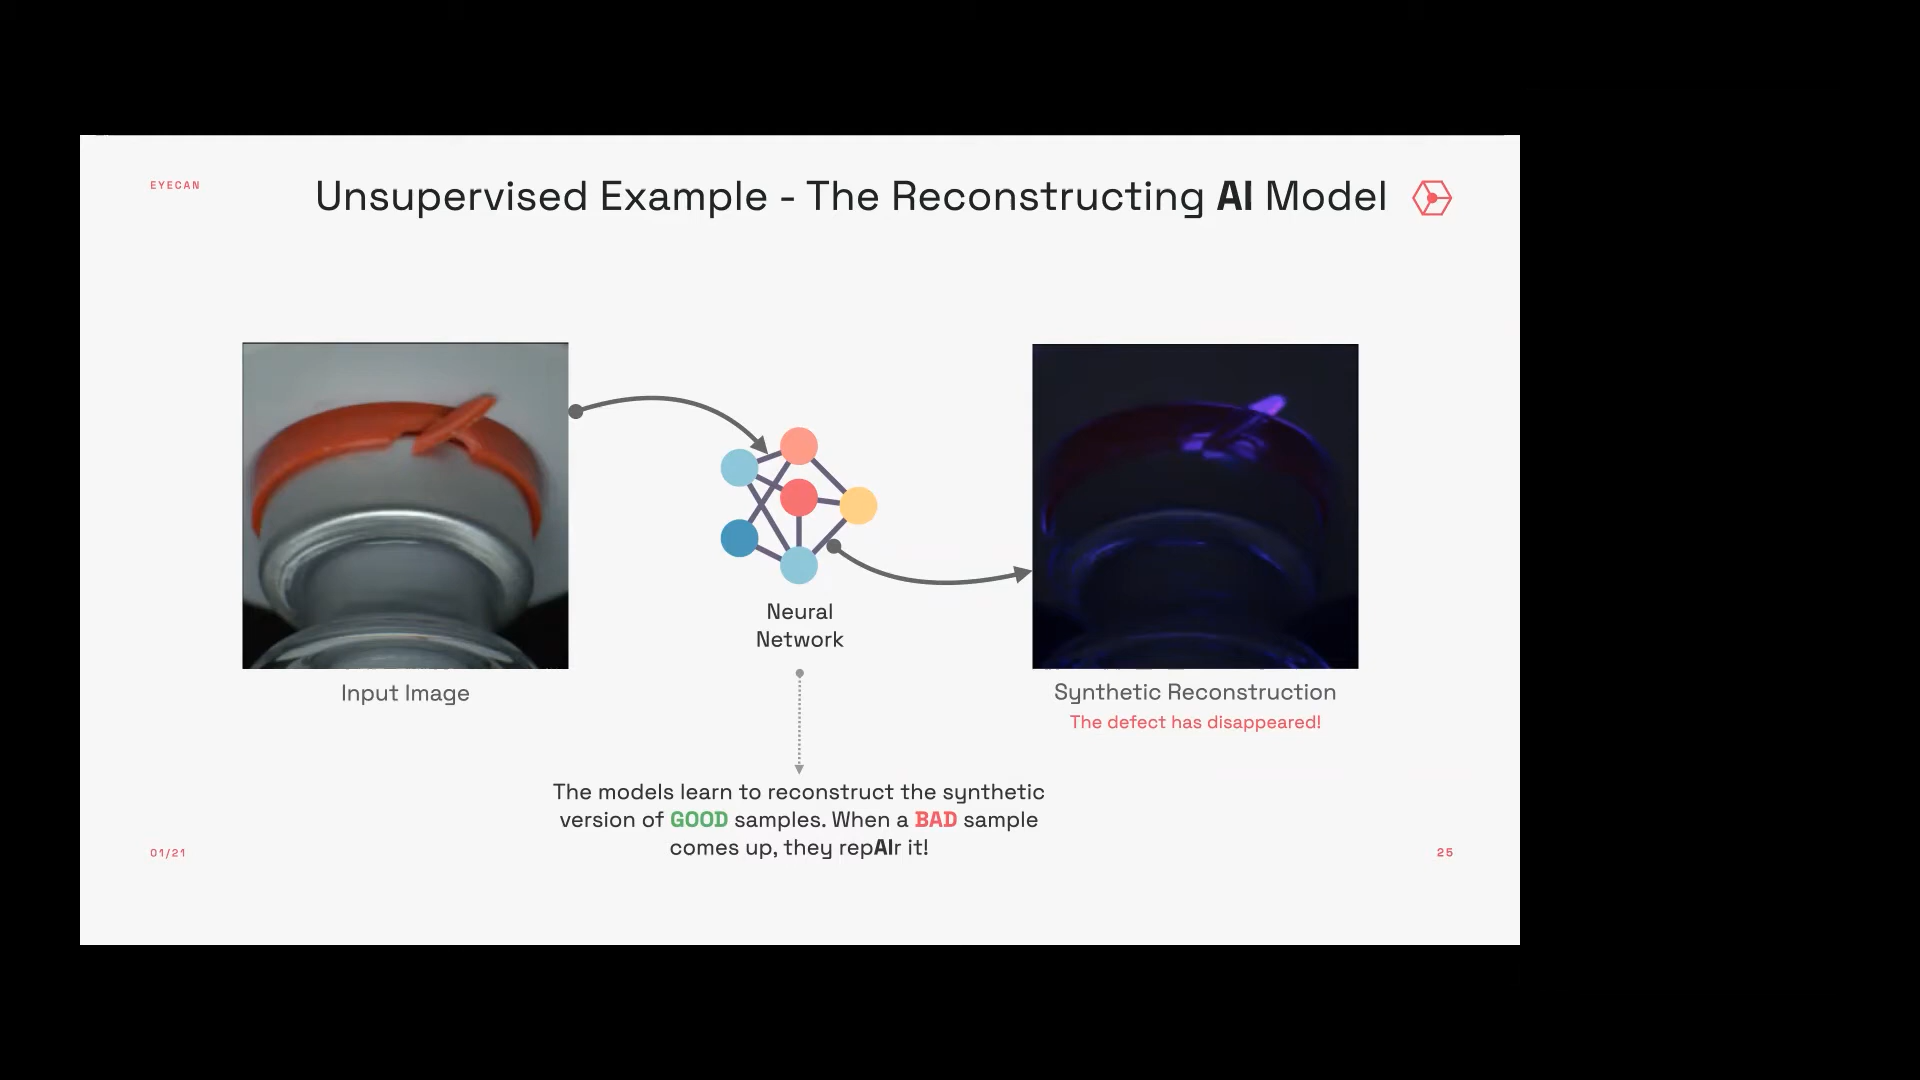 EYECAN
Unsupervised Example - The Reconstructing AI Model
Neural
Network
Input Image
Synthetic Reconstruction
The defect has disappeared!
The models learn to reconstruct the synthetic
version of GOOD samples. When a BAD sample
comes up, they repAIr it!
01/21
25